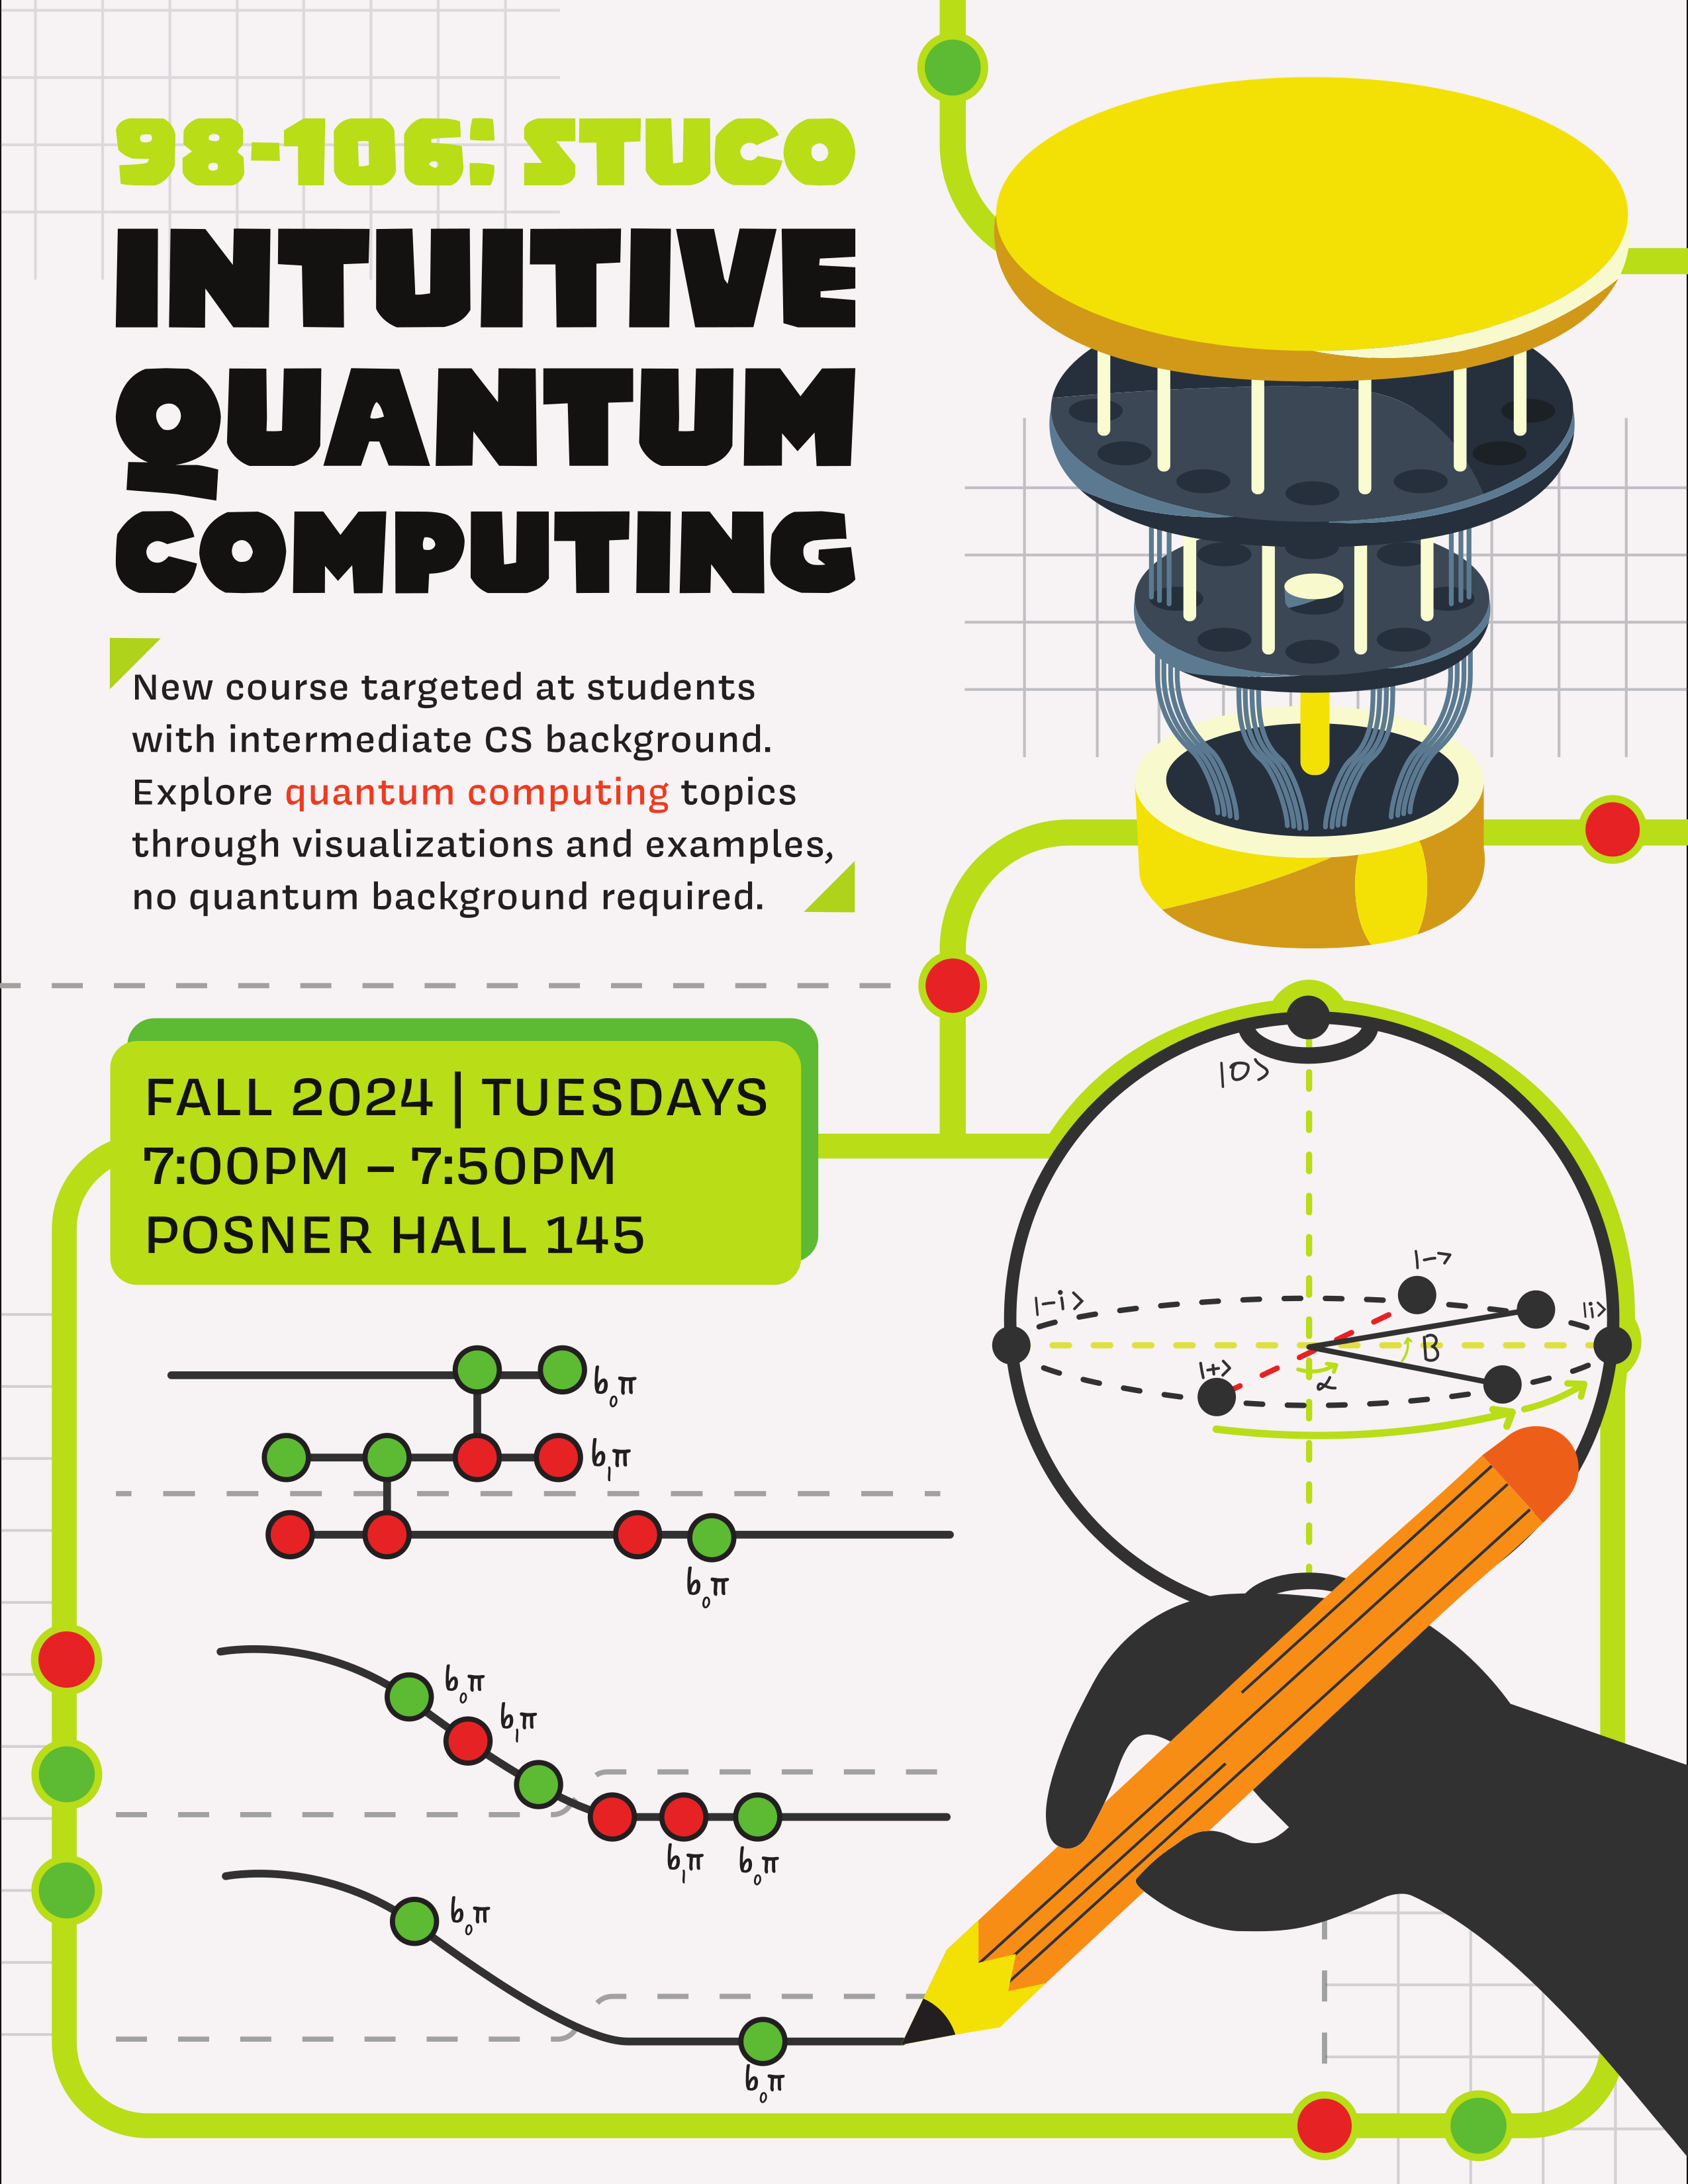 98-106: STUCO
INTUITIVE
QUANTUM
COMPUTING
New course targeted at students
with intermediate CS background.
Explore quantum computing topics
through visualizations and examples,
no quantum background required.
FALL 2024 | TUESDAYS
7:00PM – 7:50PM
POSNER HALL 145
|0>
|->
|-i>
|i>
B
|+>
α
b₀π
b₁π
b₀π
b₀π
b₁π
b₁π
b₀π
b₀π
b₀π